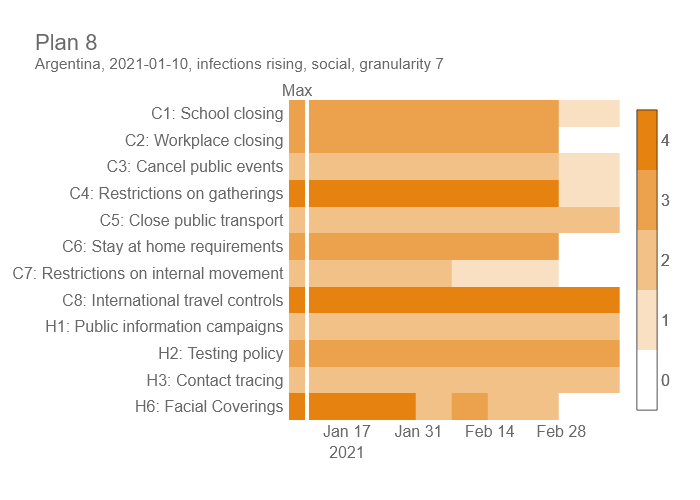 Plan 8
Argentina, 2021-01-10, infections rising, social, granularity 7
Max
C1: School closing
C2: Workplace closing
C3: Cancel public events
C4: Restrictions on gatherings
C5: Close public transport
C6: Stay at home requirements
C7: Restrictions on internal movement
C8: International travel controls
H1: Public information campaigns
H2: Testing policy
H3: Contact tracing
H6: Facial Coverings
Jan 17 Jan 31 Feb 14 Feb 28
2021
4
3
2
1
0